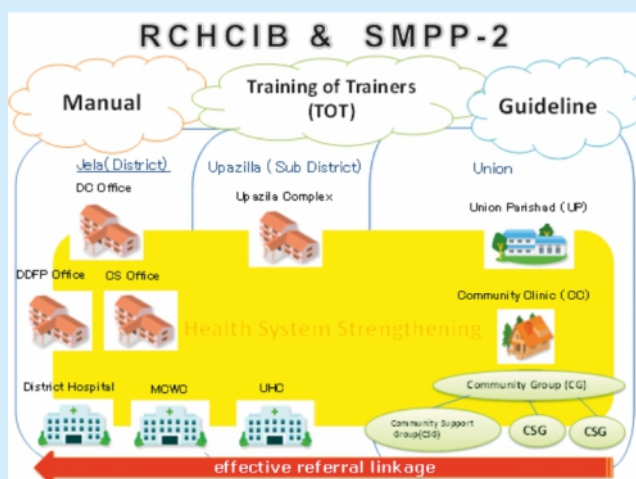 RCHCIB & SMPP-2
Manual
Training of Trainers
(TOT)
Guideline
Jela(District)
Upazilla (Sub District)
Union
DC Office
Upazila Complex
Union Parishad (UP)
DDFP Office
CS Office
Community Clinic (CC)
Health System Strengthening
District Hospital
MCWC
UHC
Community Group (CG)
Community Support
Group(CSG)
CSG
CSG
effective referral linkage